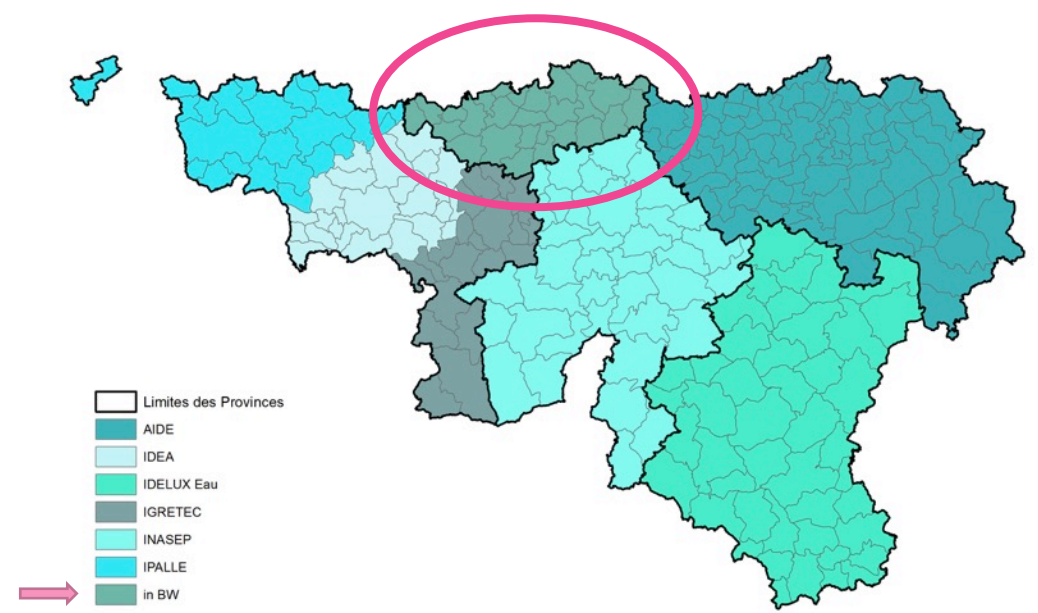 Limites des Provinces
AIDE
IDEA
IDELUX Eau
IGRETEC
INASEP
IPALLE
in BW